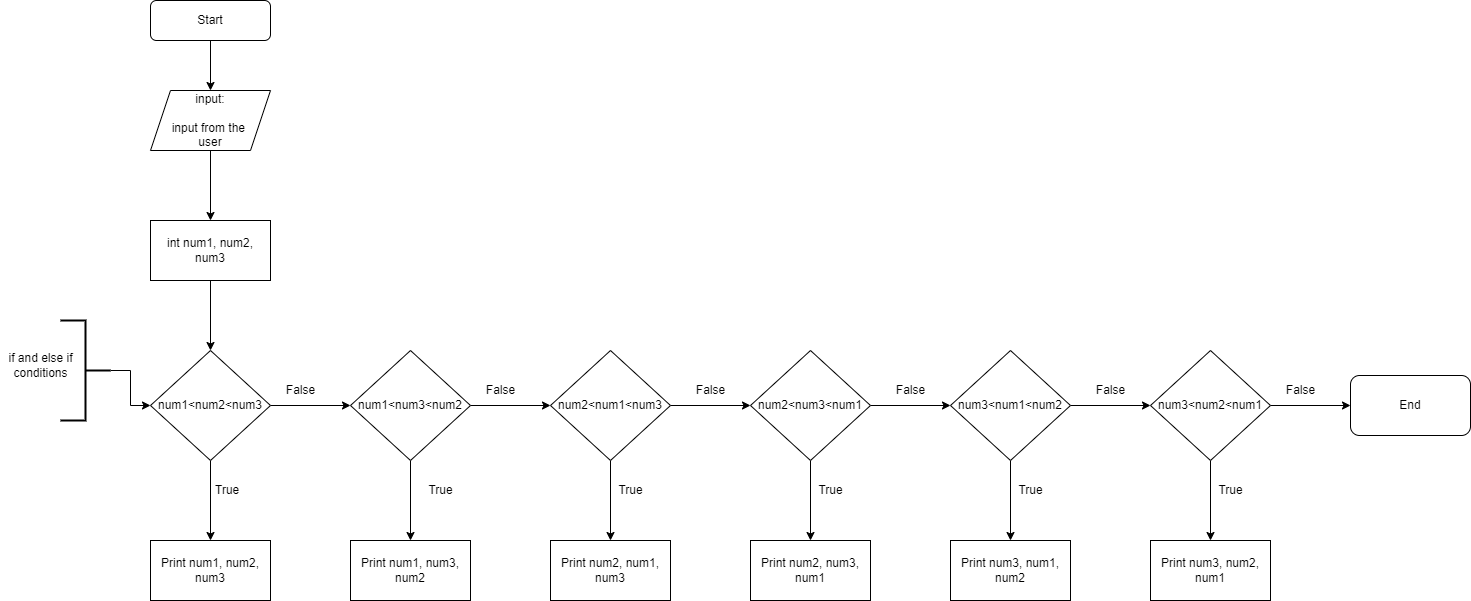 Start
input:
input from the
user
int num1, num2,
num3
if and else if
conditions
num1<num2<num3
False
num1<num3<num2
False
num2<num1<num3
False
num2<num3<num1
False
num3<num1<num2
False
num3<num2<num1
False
End
True
True
True
True
True
True
Print num1, num2,
num3
Print num1, num3,
num2
Print num2, num1,
num3
Print num2, num3,
num1
Print num3, num1,
num2
Print num3, num2,
num1